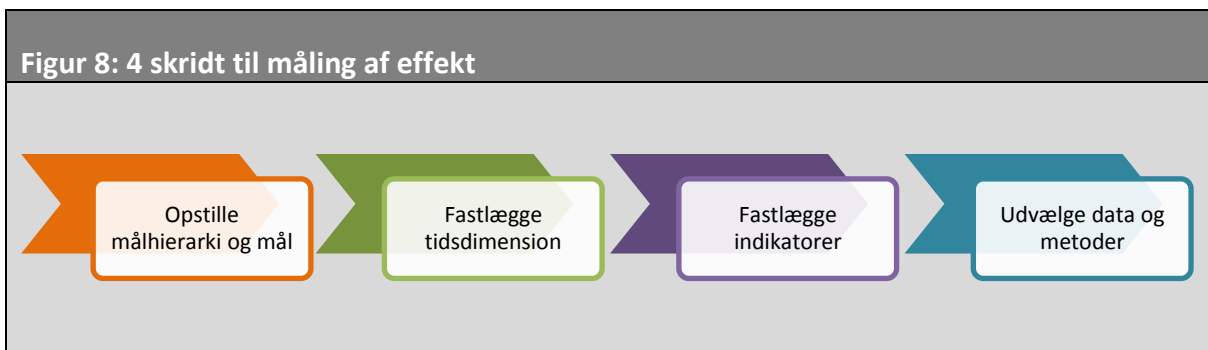 Figur 8: 4 skridt til måling af effekt
Opstille
målhierarki og mål
Fastlægge
tidsdimension
Fastlægge
indikatorer
Udvælge data og
metoder